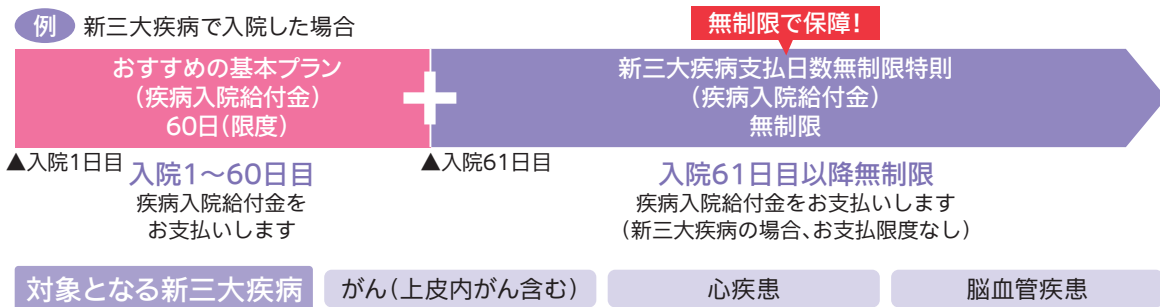 例 新三大疾病で入院した場合
無制限で保障!
おすすめの基本プラン
(疾病入院給付金)
60日(限度)
+
新三大疾病支払日数無制限特則
(疾病入院給付金)
無制限
▲入院1日目
▲入院61日目
入院1~60日目
疾病入院給付金を
お支払いします
入院61日目以降無制限
疾病入院給付金をお支払いします
(新三大疾病の場合、お支払限度なし)
対象となる新三大疾病
がん(上皮内がん含む)
心疾患
脳血管疾患